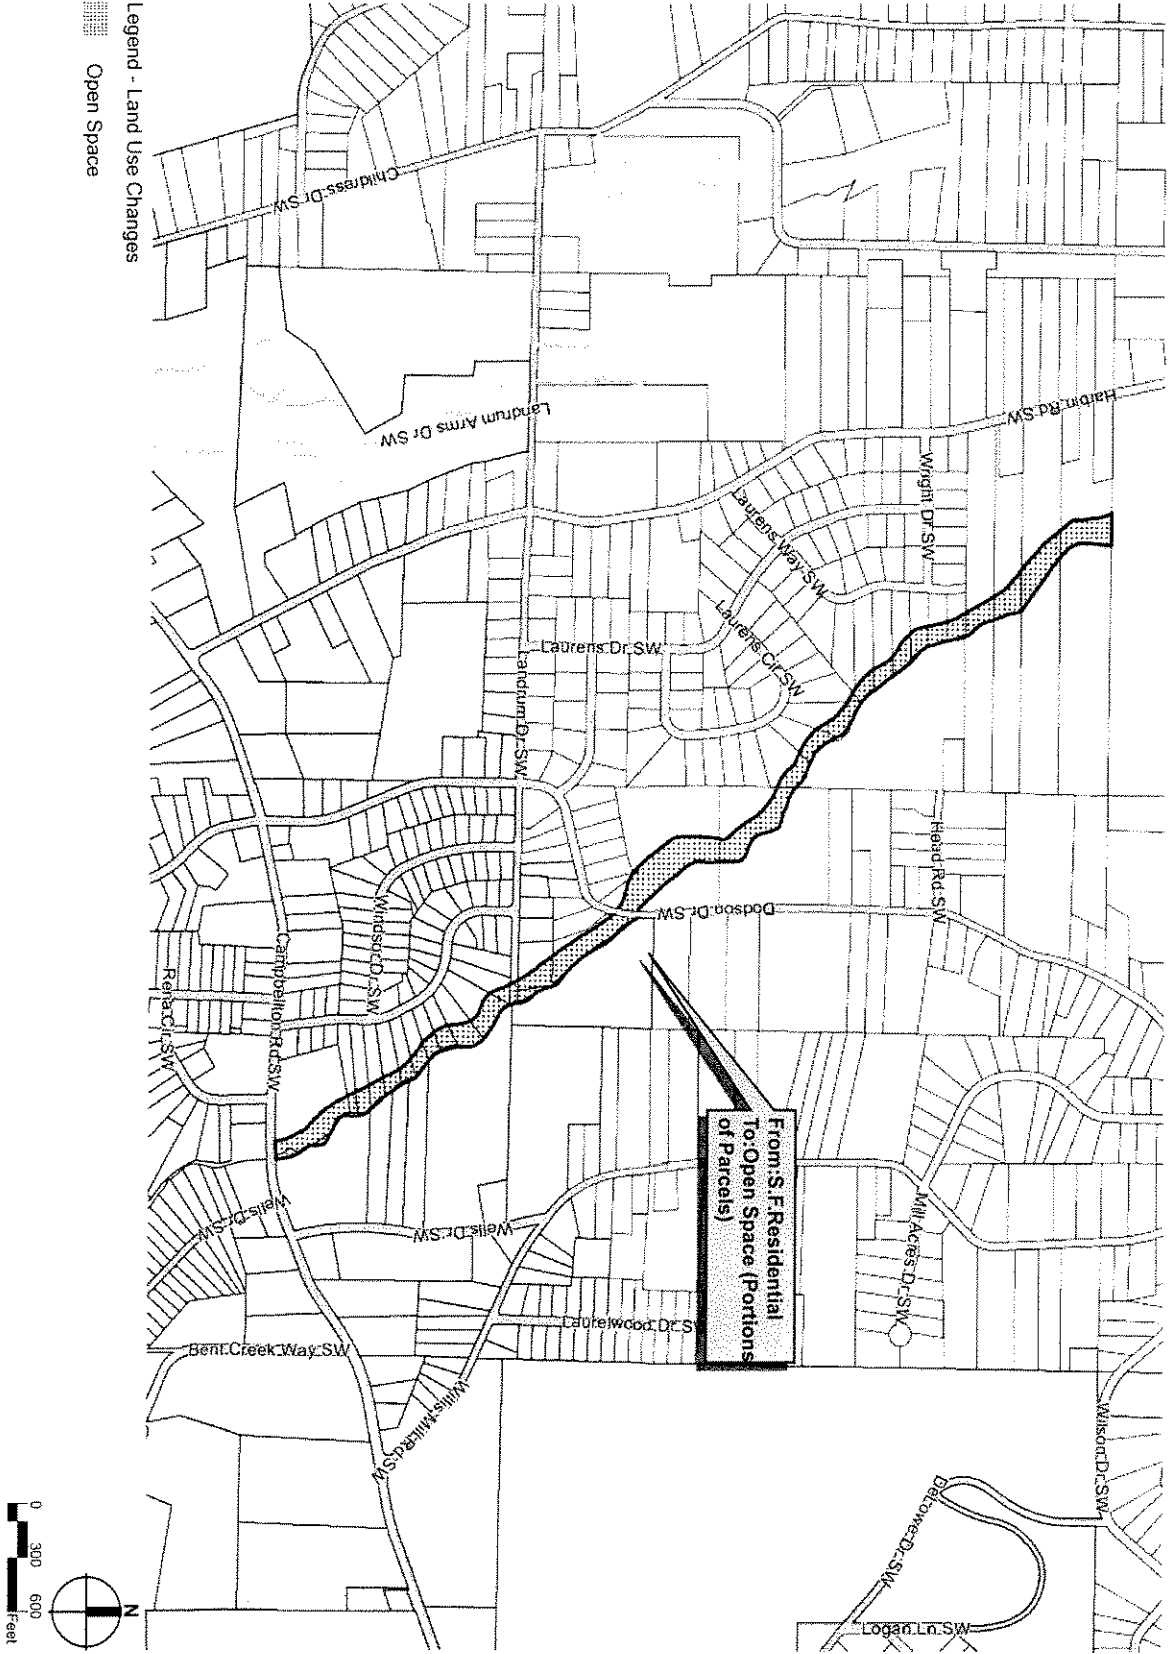 Legend - Land Use Changes
Open Space
Childress Dr SW
Landrum Arms Dr SW
Harbin Rd SW
Wright Dr SW
Laurens Way SW
Laurens Cir SW
Laurens Dr SW
Landrum Dr SW
Head Rd SW
Dodson Dr SW
Windsor Dr SW
Campbellton Rd SW
Rena Cir SW
From:S.F.Residential
To:Open Space (Portions
of Parcels)
Mill Acres Dr SW
Wells Dr SW
Wells Dr SW
Laurelwood Dr S
Bent Creek Way SW
Willis Mill Rd SW
Wilson Dr SW
DeLowe Dr SW
Logan Ln SW
N
0 300 600
Feet